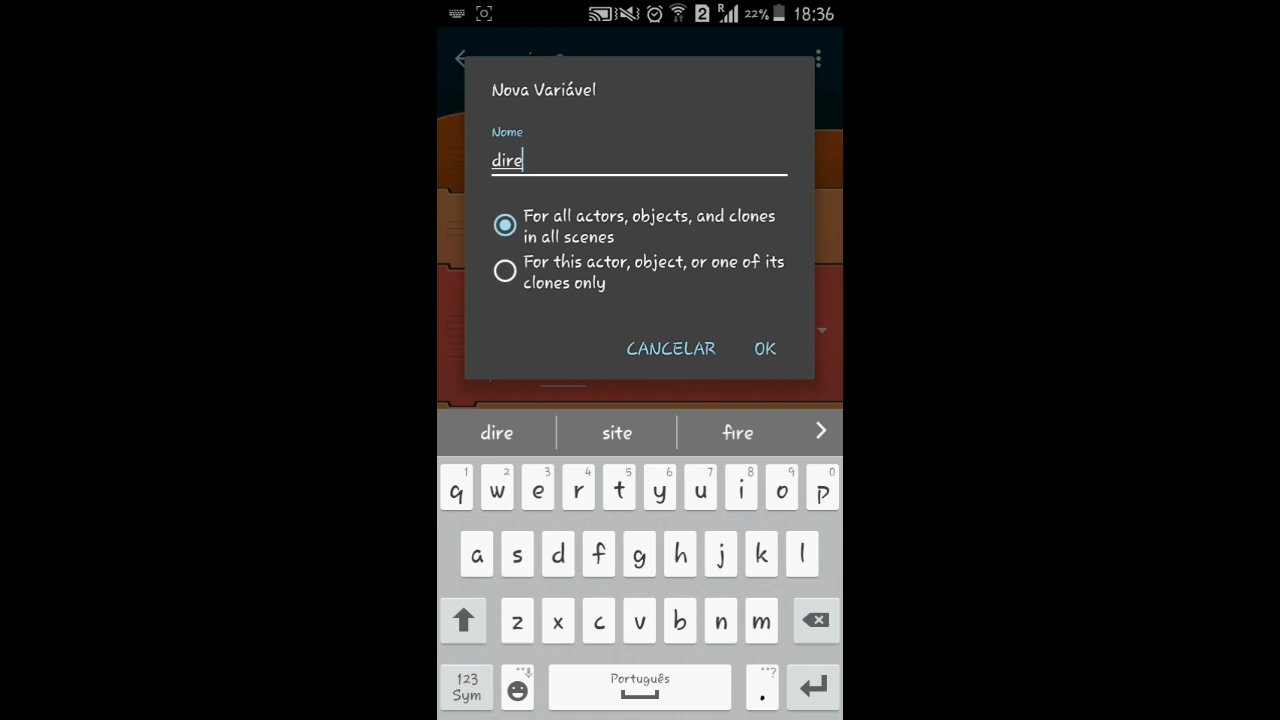 2 R 22% 18:36
Nova Variável
Nome
dire
For all actors, objects, and clones
in all scenes
For this actor, object, or one of its
clones only
CANCELAR OK
dire site fire
1 2 3 4 5 6 7 8 9 0
q w e r t y u i o p
a s d f g h j k l
z x c v b n m
123
Sym
Português
. ?